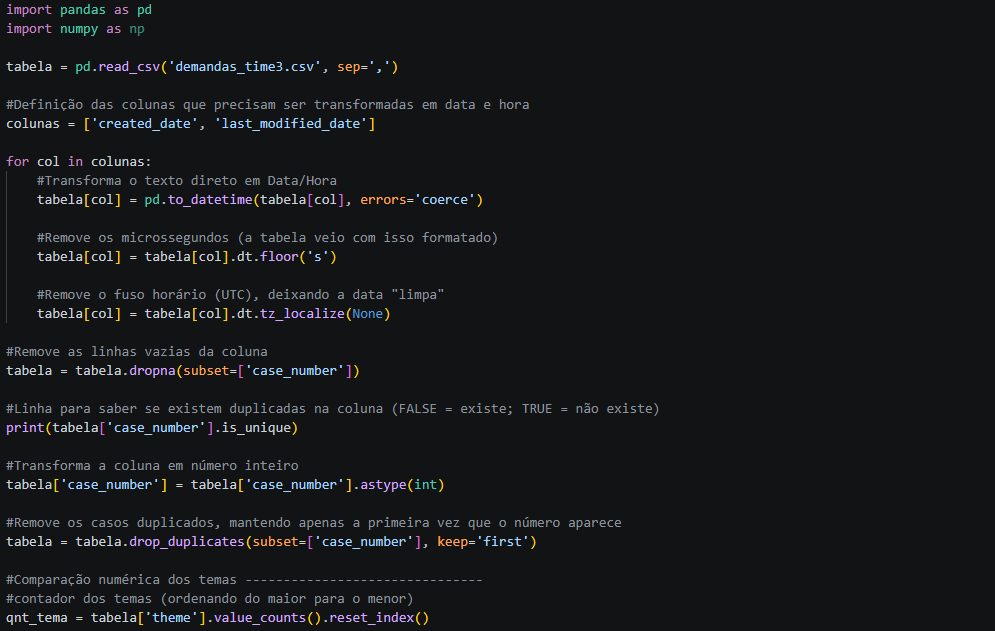 import pandas as pd
import numpy as np
tabela = pd.read_csv('demandas_time3.csv', sep=',')
#Definição das colunas que precisam ser transformadas em data e hora
colunas = ['created_date', 'last_modified_date']
for col in colunas:
    #Transforma o texto direto em Data/Hora
    tabela[col] = pd.to_datetime(tabela[col], errors='coerce')
    #Remove os microssegundos (a tabela veio com isso formatado)
    tabela[col] = tabela[col].dt.floor('s')
    #Remove o fuso horário (UTC), deixando a data "limpa"
    tabela[col] = tabela[col].dt.tz_localize(None)
#Remove as linhas vazias da coluna
tabela = tabela.dropna(subset=['case_number'])
#Linha para saber se existem duplicadas na coluna (FALSE = existe; TRUE = não existe)
print(tabela['case_number'].is_unique)
#Transforma a coluna em número inteiro
tabela['case_number'] = tabela['case_number'].astype(int)
#Remove os casos duplicados, mantendo apenas a primeira vez que o número aparece
tabela = tabela.drop_duplicates(subset=['case_number'], keep='first')
#Comparação numérica dos temas -------------------------------
#contador dos temas (ordenando do maior para o menor)
qnt_tema = tabela['theme'].value_counts().reset_index()